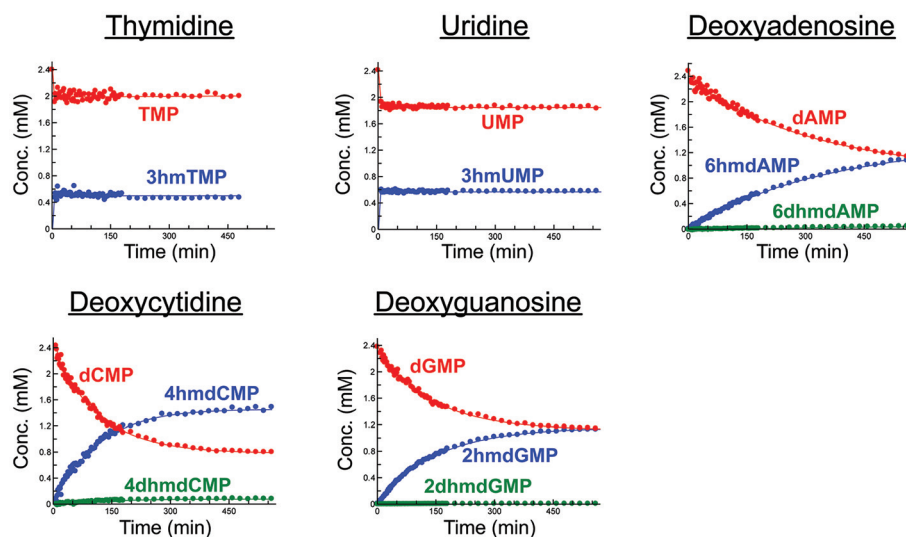 Thymidine
Conc. (mM)
2.4
2
1.6
1.2
0.8
0.4
0
TMP
3hmTMP
0 150 300 450
Time (min)
Uridine
Conc. (mM)
2.4
2
1.6
1.2
0.8
0.4
0
UMP
3hmUMP
0 150 300 450
Time (min)
Deoxyadenosine
Conc. (mM)
2.4
2
1.6
1.2
0.8
0.4
0
dAMP
6hmdAMP
6dhmdAMP
0 150 300 450
Time (min)
Deoxycytidine
Conc. (mM)
2.4
2
1.6
1.2
0.8
0.4
0
dCMP
4hmdCMP
4dhmdCMP
0 150 300 450
Time (min)
Deoxyguanosine
Conc. (mM)
2.4
2
1.6
1.2
0.8
0.4
0
dGMP
2hmdGMP
2dhmdGMP
0 150 300 450
Time (min)